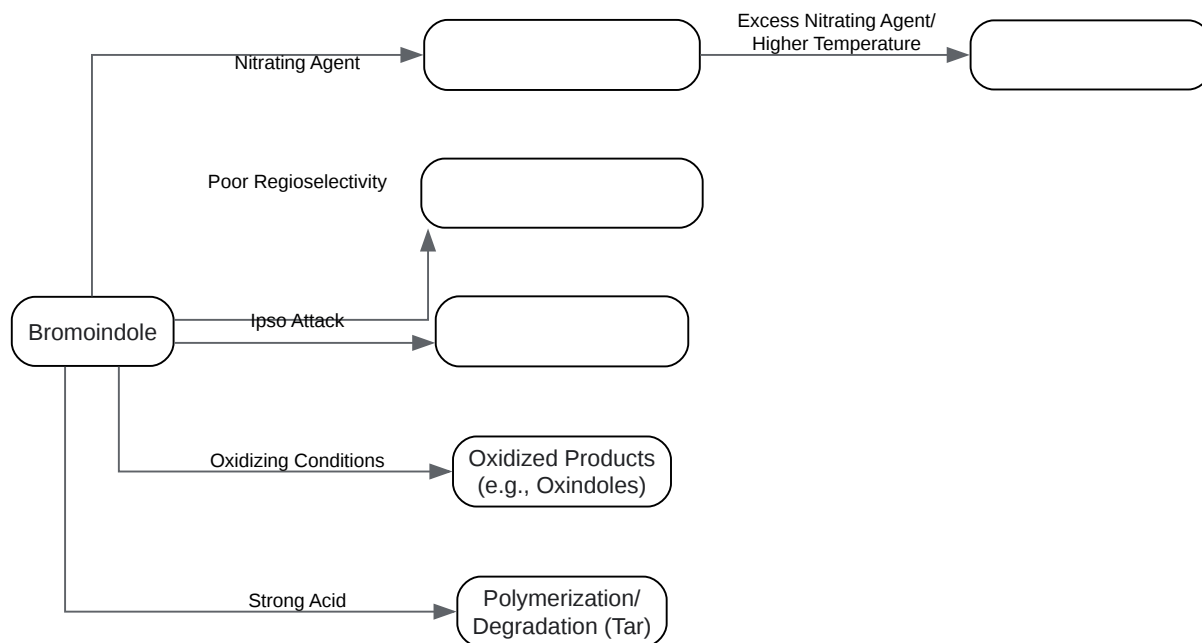 Excess Nitrating Agent/
Higher Temperature
Nitrating Agent
Poor Regioselectivity
Bromoindole
Ipso Attack
Oxidizing Conditions
Oxidized Products
(e.g., Oxindoles)
Strong Acid
Polymerization/
Degradation (Tar)